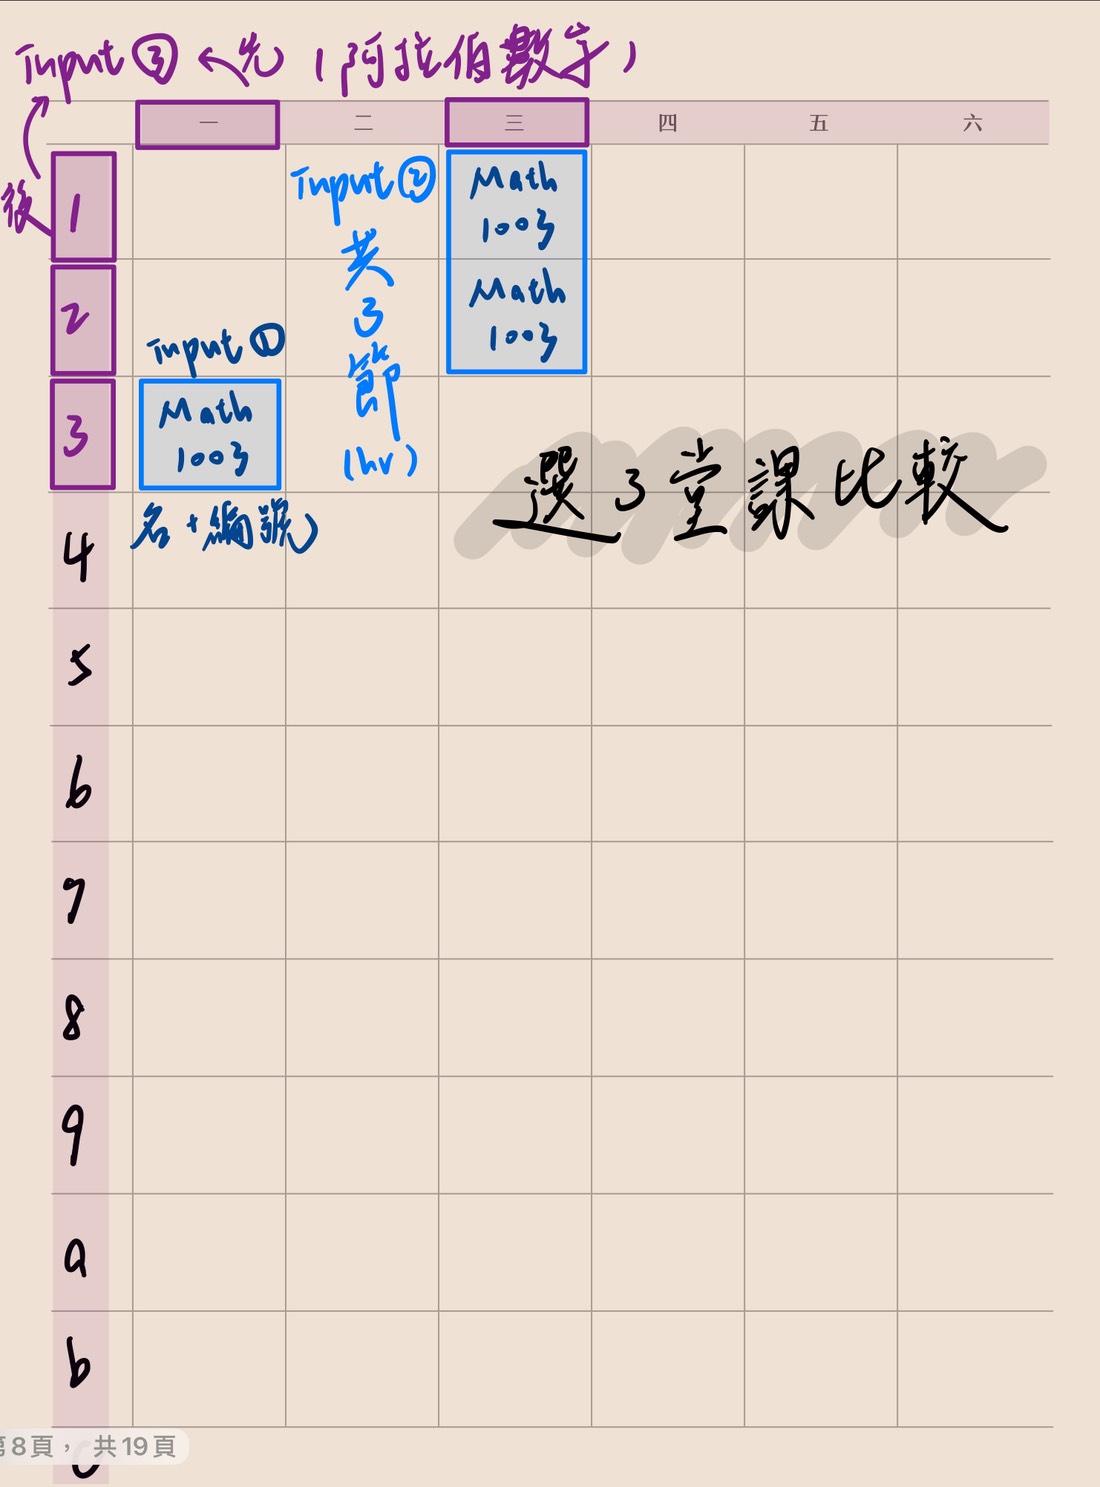 Input ③ ← 先 (阿拉伯數字)
一 二 三 四 五 六
後
1
Input ②
共
3
節
(hr)
Math
1003
2
Math
1003
Input ①
3
Math
1003
名+編號)
選3堂課比較
4
5
6
7
8
9
a
b
第8頁， 共19頁